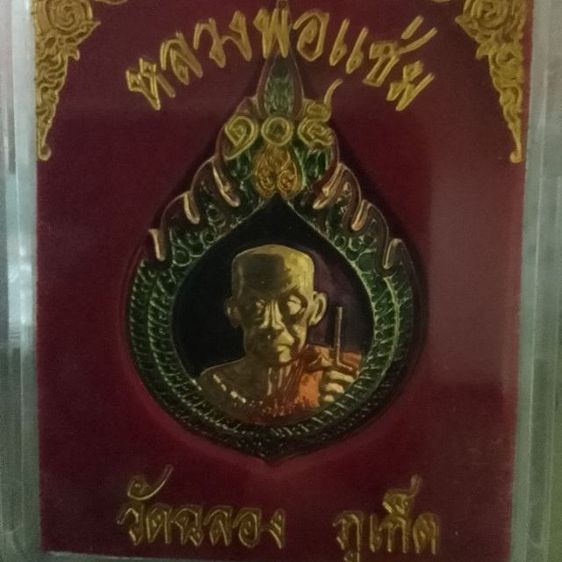 หลวงพ่อแช่ม
๑๐๕
วัดฉลอง ภูเก็ต